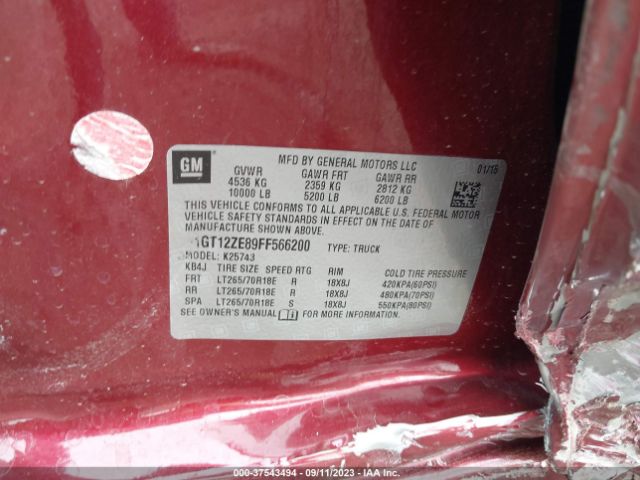 GM
MFD BY GENERAL MOTORS LLC 01/15
GVWR GAWR FRT GAWR RR
4536 KG 2359 KG 2812 KG
10000 LB 5200 LB 6200 LB
THIS VEHICLE CONFORMS TO ALL APPLICABLE U.S. FEDERAL MOTOR
VEHICLE SAFETY STANDARDS IN EFFECT ON THE DATE OF
MANUFACTURE SHOWN ABOVE.
1GT12ZE89FF566200 TYPE: TRUCK
MODEL: K25743
KB4J TIRE SIZE SPEED RTG RIM COLD TIRE PRESSURE
FRT LT265/70R18E R 18X8J 420KPA(60PSI)
RR LT265/70R18E R 18X8J 480KPA(70PSI)
SPA LT265/70R18E S 18X8J 550KPA(80PSI)
SEE OWNER'S MANUAL FOR MORE INFORMATION.
000-37543494 - 09/11/2023 - IAAI.com